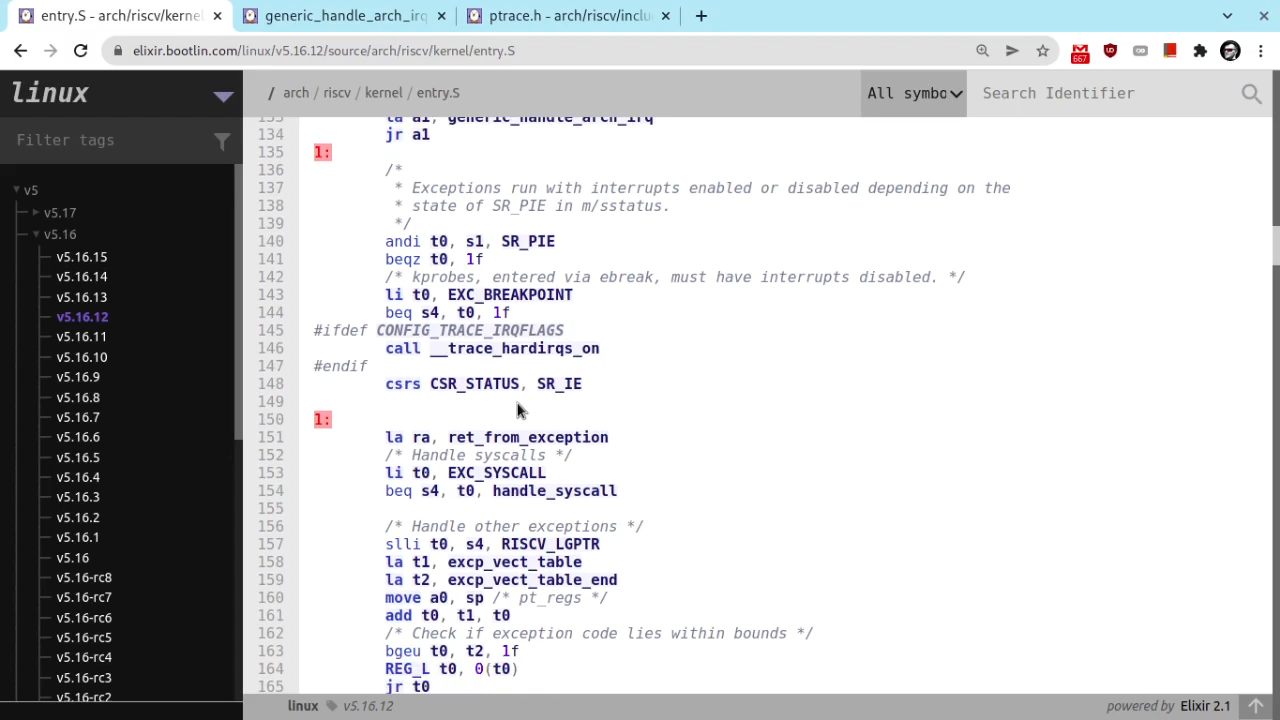 entry.S - arch/riscv/kerne
generic_handle_arch_irq
ptrace.h - arch/riscv/inclu
elixir.bootlin.com/linux/v5.16.12/source/arch/riscv/kernel/entry.S
667
linux
/ arch / riscv / kernel / entry.S
All symbo
Search Identifier
Filter tags
v5
v5.17
v5.16
v5.16.15
v5.16.14
v5.16.13
v5.16.12
v5.16.11
v5.16.10
v5.16.9
v5.16.8
v5.16.7
v5.16.6
v5.16.5
v5.16.4
v5.16.3
v5.16.2
v5.16.1
v5.16
v5.16-rc8
v5.16-rc7
v5.16-rc6
v5.16-rc5
v5.16-rc4
v5.16-rc3
v5.16-rc2
133 la a1, generic_handle_arch_irq
134 jr a1
135 1:
136 /*
137 * Exceptions run with interrupts enabled or disabled depending on the
138 * state of SR_PIE in m/sstatus.
139 */
140 andi t0, s1, SR_PIE
141 beqz t0, 1f
142 /* kprobes, entered via ebreak, must have interrupts disabled. */
143 li t0, EXC_BREAKPOINT
144 beq s4, t0, 1f
145 #ifdef CONFIG_TRACE_IRQFLAGS
146 call __trace_hardirqs_on
147 #endif
148 csrs CSR_STATUS, SR_IE
149
150 1:
151 la ra, ret_from_exception
152 /* Handle syscalls */
153 li t0, EXC_SYSCALL
154 beq s4, t0, handle_syscall
155
156 /* Handle other exceptions */
157 slli t0, s4, RISCV_LGPTR
158 la t1, excp_vect_table
159 la t2, excp_vect_table_end
160 move a0, sp /* pt_regs */
161 add t0, t1, t0
162 /* Check if exception code lies within bounds */
163 bgeu t0, t2, 1f
164 REG_L t0, 0(t0)
165 jr t0
linux v5.16.12
powered by Elixir 2.1